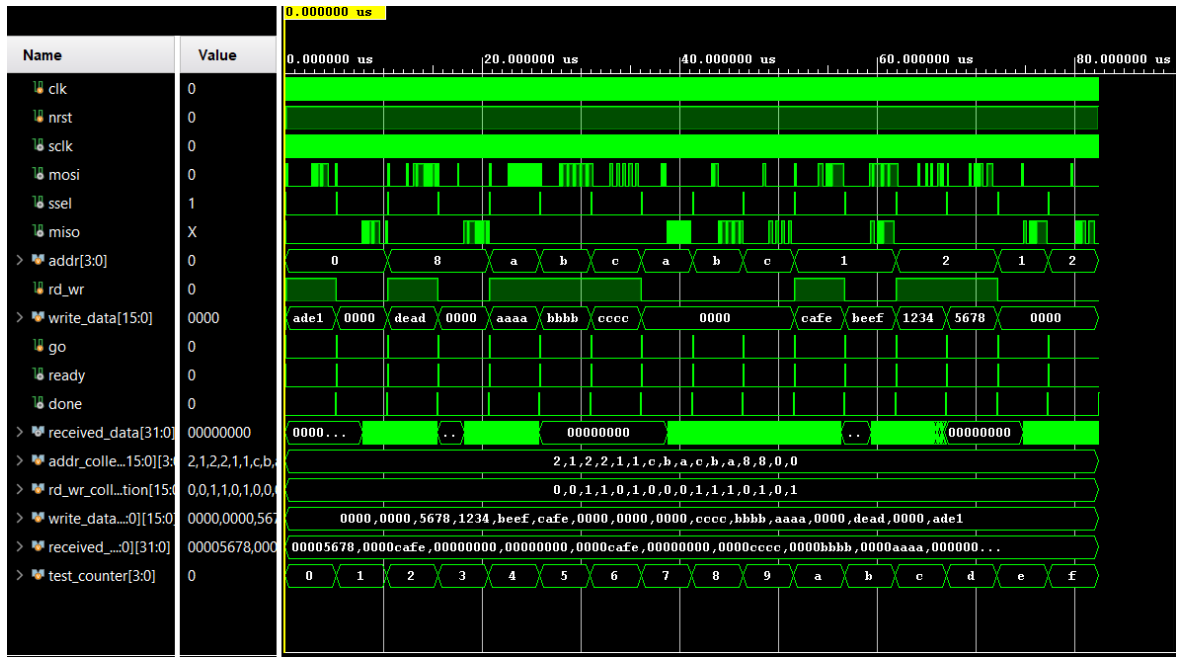 0.000000 us
Name Value 0.000000 us 20.000000 us 40.000000 us 60.000000 us 80.000000 us
clk 0
nrst 0
sclk 0
mosi 0
ssel 1
miso X
addr[3:0] 0 0 8 a b c a b c 1 2 1 2
rd_wr 0
write_data[15:0] 0000 ade1 0000 dead 0000 aaaa bbbb cccc 0000 cafe beef 1234 5678 0000
go 0
ready 0
done 0
received_data[31:0] 00000000 0000... .. 00000000 .. 00000000
addr_colle...15:0][3:0 2,1,2,2,1,1,c,b,a 2,1,2,2,1,1,c,b,a,c,b,a,8,8,0,0
rd_wr_coll...tion[15:0 0,0,1,1,0,1,0,0,0 0,0,1,1,0,1,0,0,0,1,1,1,0,1,0,1
write_data....:0][15:0] 0000,0000,567 0000,0000,5678,1234,beef,cafe,0000,0000,0000,cccc,bbbb,aaaa,0000,dead,0000,ade1
received_...:0][31:0] 00005678,000 00005678,0000cafe,00000000,00000000,0000cafe,00000000,0000cccc,0000bbbb,0000aaaa,000000...
test_counter[3:0] 0 0 1 2 3 4 5 6 7 8 9 a b c d e f